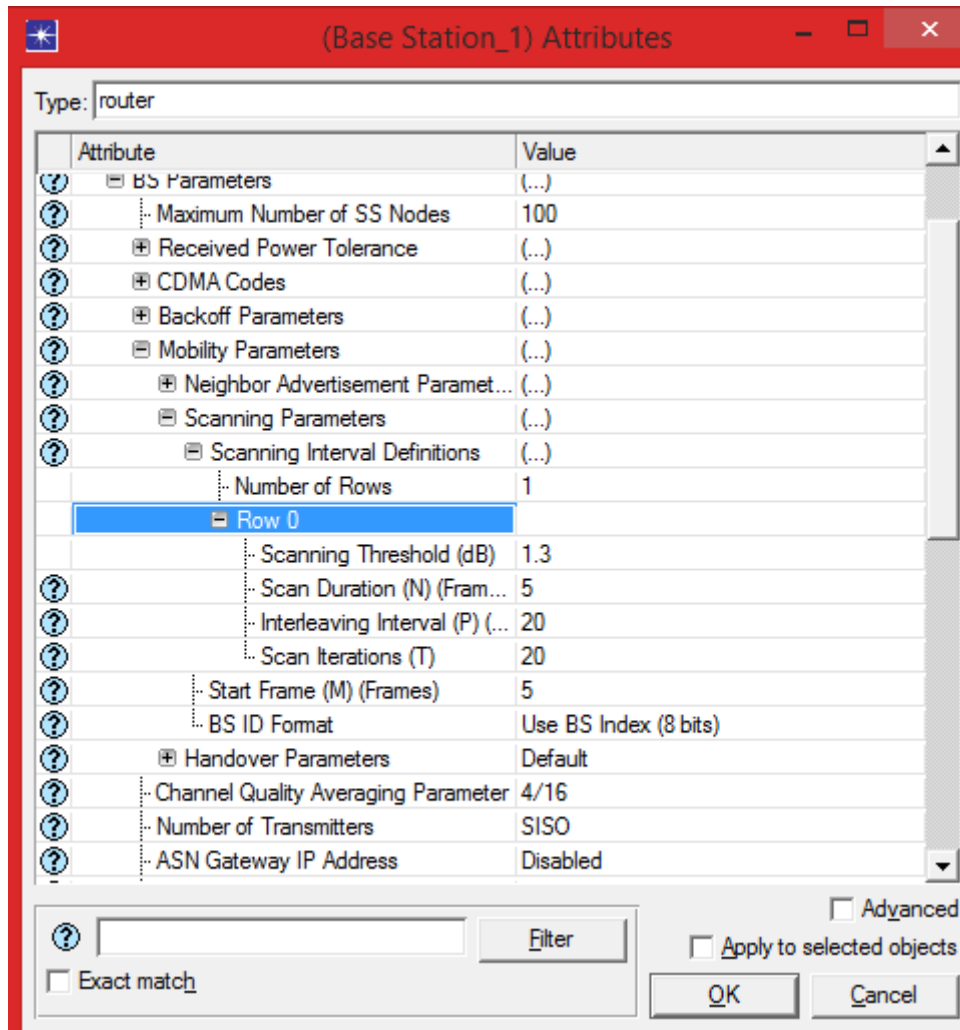 (Base Station_1) Attributes
Type: router
Attribute Value
BS Parameters (...)
Maximum Number of SS Nodes 100
Received Power Tolerance (...)
CDMA Codes (...)
Backoff Parameters (...)
Mobility Parameters (...)
Neighbor Advertisement Paramet... (...)
Scanning Parameters (...)
Scanning Interval Definitions (...)
Number of Rows 1
Row 0
Scanning Threshold (dB) 1.3
Scan Duration (N) (Fram... 5
Interleaving Interval (P) (... 20
Scan Iterations (T) 20
Start Frame (M) (Frames) 5
BS ID Format Use BS Index (8 bits)
Handover Parameters Default
Channel Quality Averaging Parameter 4/16
Number of Transmitters SISO
ASN Gateway IP Address Disabled
Advanced
Filter
Apply to selected objects
Exact match
OK Cancel